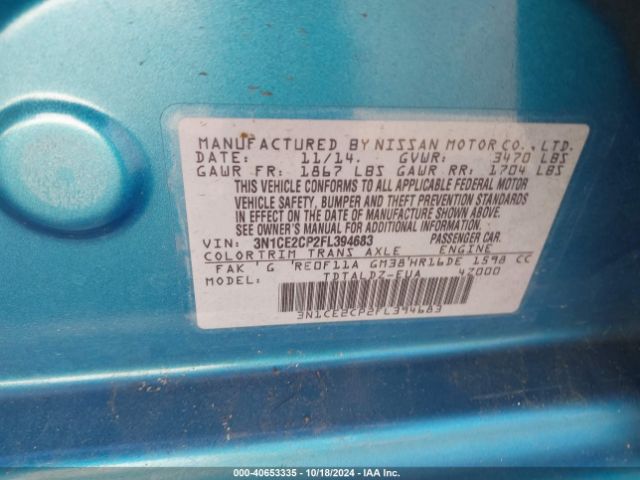 MANUFACTURED BY NISSAN MOTOR CO., LTD.
DATE: 11/14. GVWR: 3470 LBS
GAWR FR: 1867 LBS GAWR RR: 1704 LBS
THIS VEHICLE CONFORMS TO ALL APPLICABLE FEDERAL MOTOR
VEHICLE SAFETY, BUMPER AND THEFT PREVENTION STANDARDS
IN EFFECT ON THE DATE OF MANUFACTURE SHOWN ABOVE.
SEE OWNER'S MANUAL FOR ADDITIONAL INFORMATION.
VIN: 3N1CE2CP2FL394683 PASSENGER CAR.
COLOR TRIM TRANS AXLE ENGINE
FAK G RE0F11A GM38 HR16DE 1598 CC
MODEL: TDTALDZ-EUA 4Z000
3N1CE2CP2FL394683
000-40653335 - 10/18/2024 - IAA Inc.